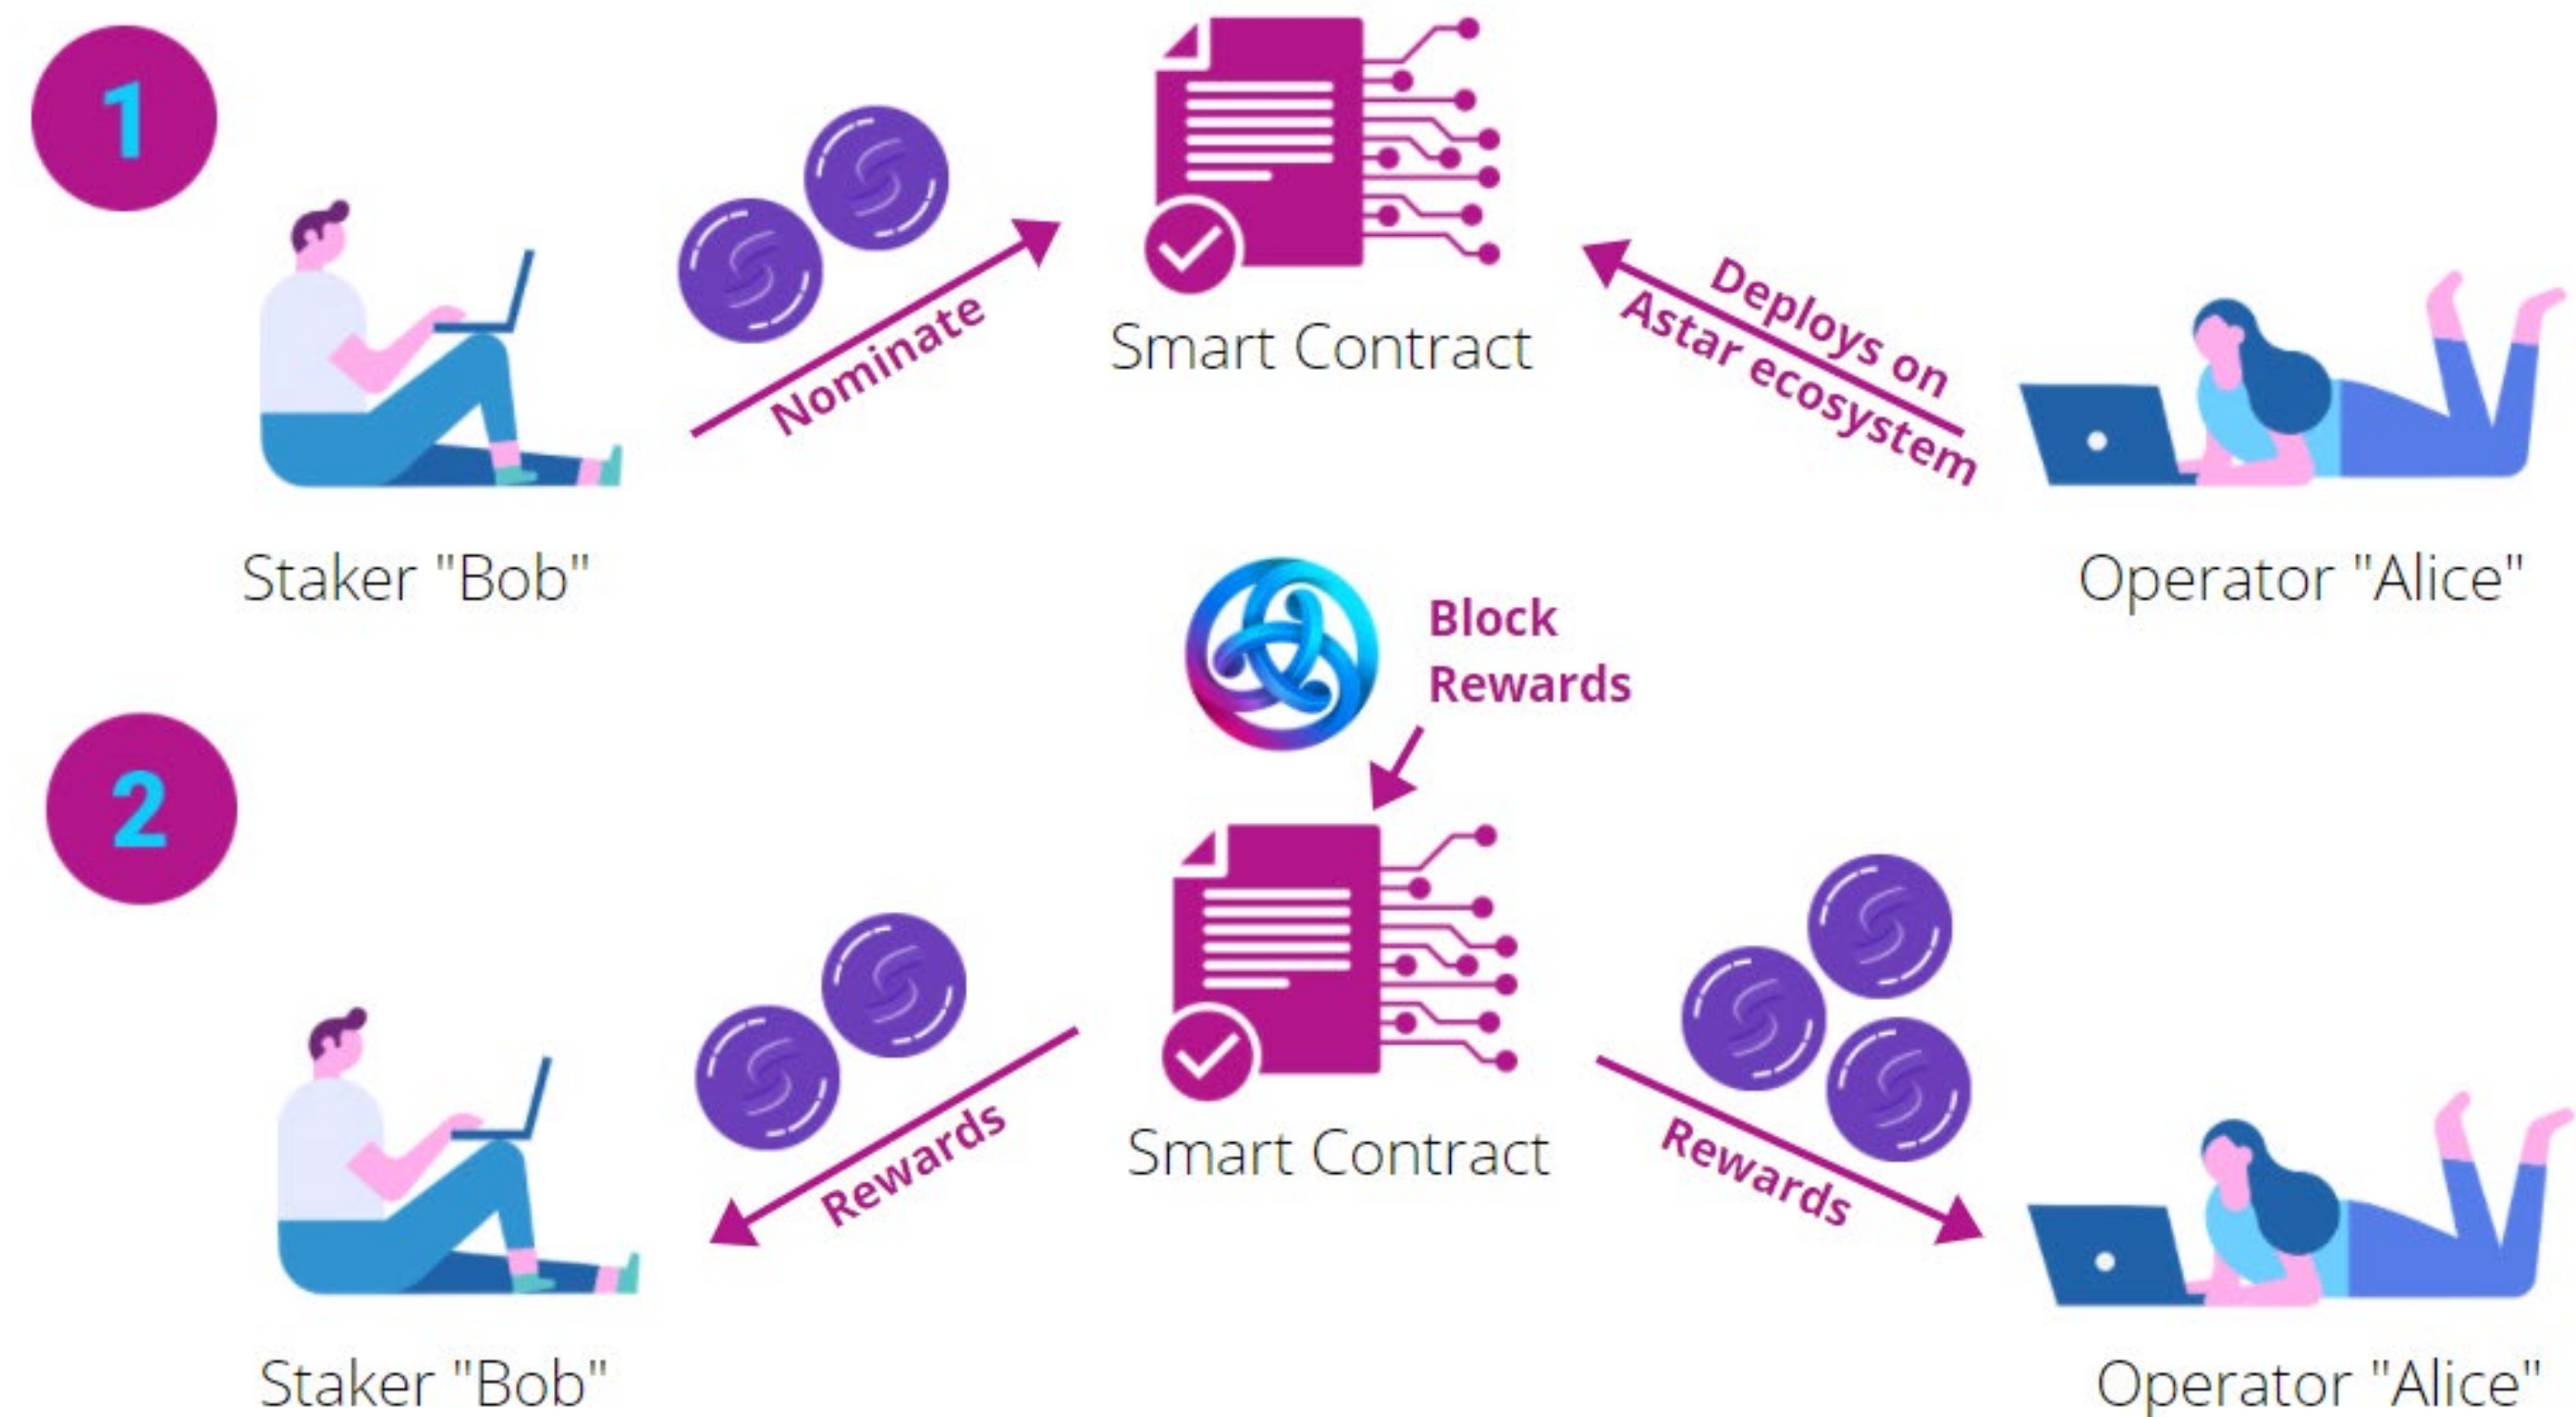 1
Nominate
Smart Contract
Deploys on
Astar ecosystem
Staker "Bob"
Operator "Alice"
Block
Rewards
2
Rewards
Smart Contract
Rewards
Staker "Bob"
Operator "Alice"